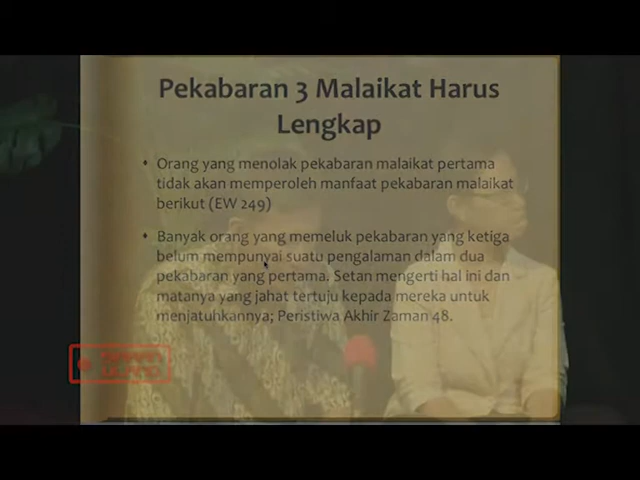 Pekabaran 3 Malaikat Harus
Lengkap
• Orang yang menolak pekabaran malaikat pertama
tidak akan memperoleh manfaat pekabaran malaikat
berikut (EW 249)
• Banyak orang yang memeluk pekabaran yang ketiga
belum mempunyai suatu pengalaman dalam dua
pekabaran yang pertama. Setan mengerti hal ini dan
matanya yang jahat tertuju kepada mereka untuk
menjatuhkannya; Peristiwa Akhir Zaman 48.